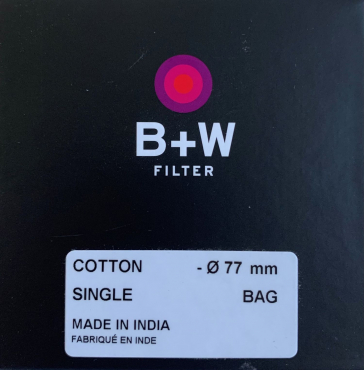 B+W
FILTER
COTTON - Ø 77 mm
SINGLE BAG
MADE IN INDIA
FABRIQUÉ EN INDE